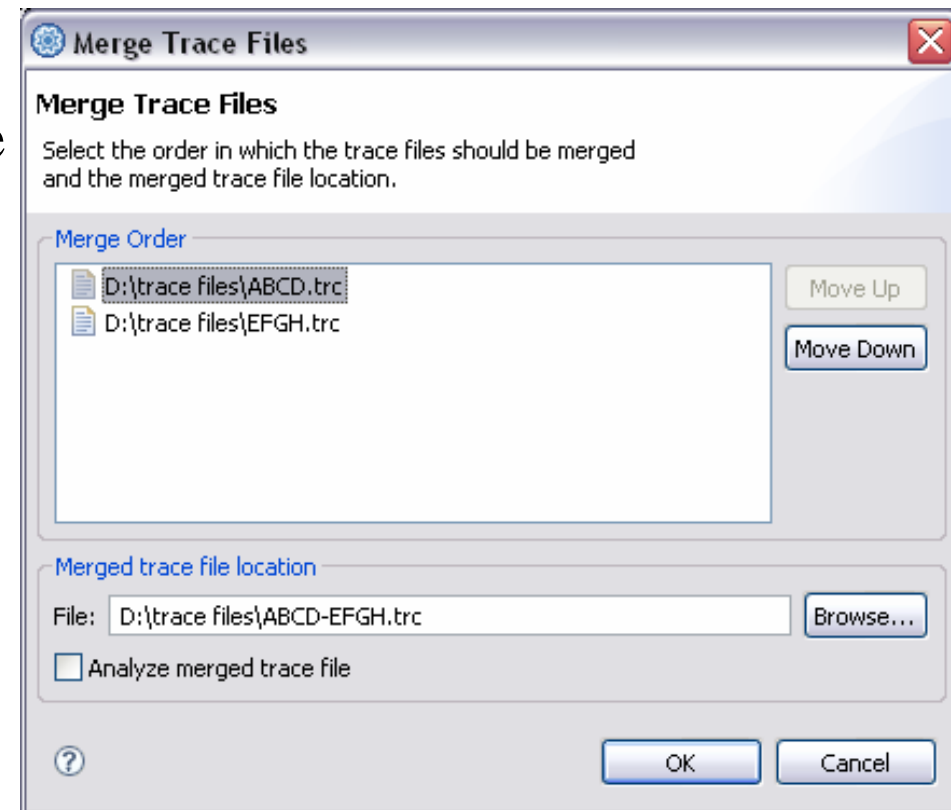 Merge Trace Files
Merge Trace Files
e
Select the order in which the trace files should be merged
and the merged trace file location.
Merge Order
D:\trace files\ABCD.trc
Move Up
D:\trace files\EFGH.trc
Move Down
Merged trace file location
File: D:\trace files\ABCD-EFGH.trc Browse...
Analyze merged trace file
?
OK Cancel